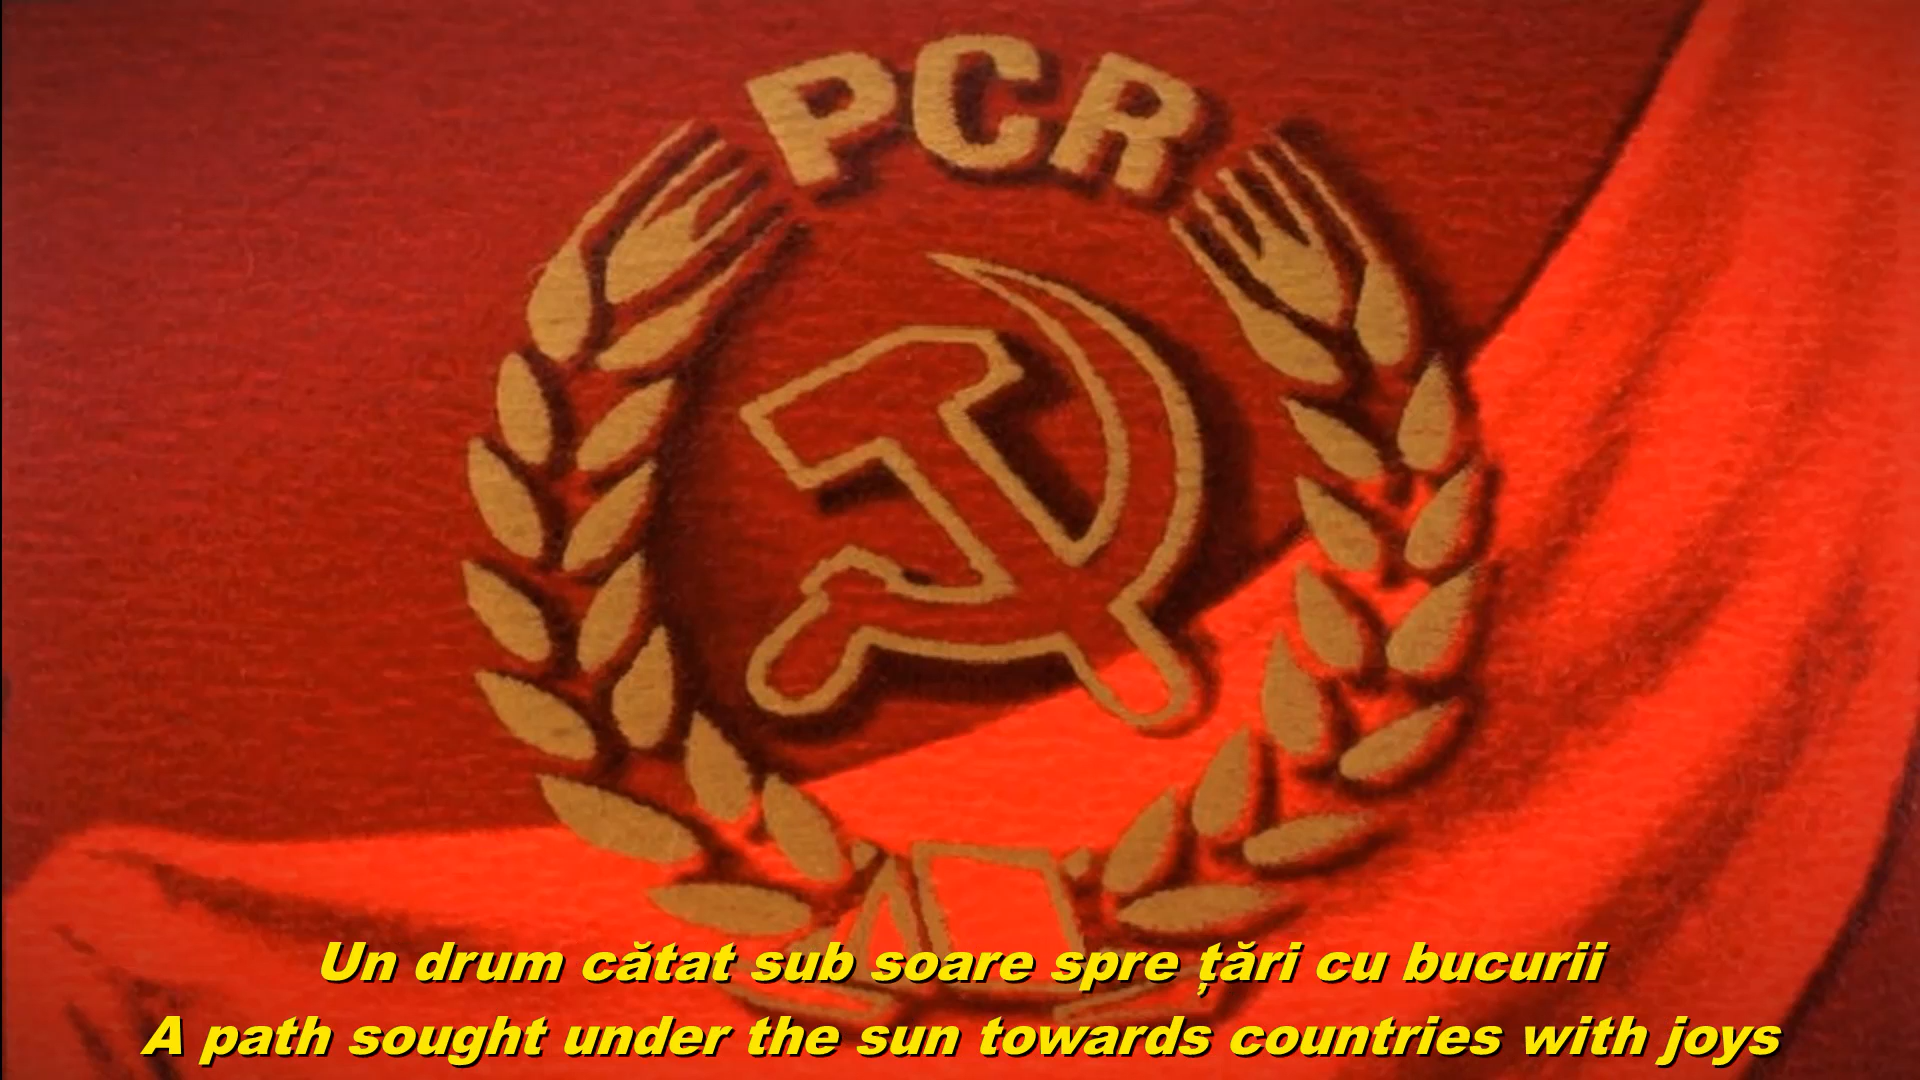 PCR
Un drum cătat sub soare spre țări cu bucurii
A path sought under the sun towards countries with joys